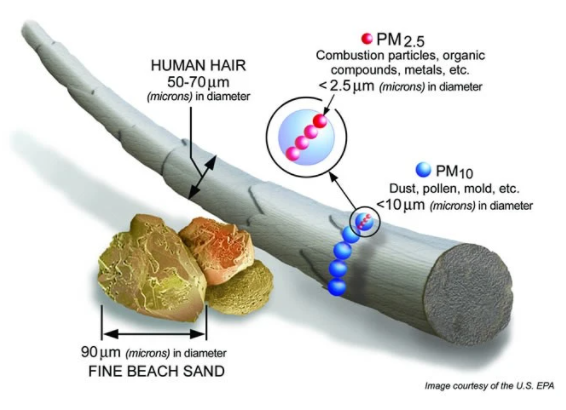 PM2.5
Combustion particles, organic
compounds, metals, etc.
<2.5µm (microns) in diameter
HUMAN HAIR
50-70µm
(microns) in diameter
PM10
Dust, pollen, mold, etc.
<10µm (microns) in diameter
90µm (microns) in diameter
FINE BEACH SAND
Image courtesy of the U.S. EPA